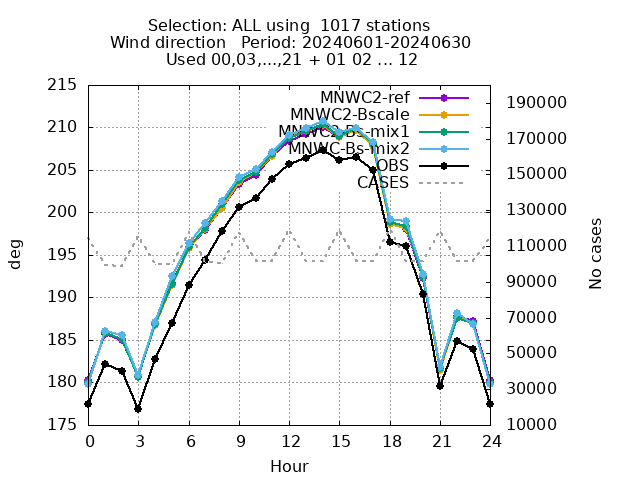 Selection: ALL using  1017 stations
Wind direction   Period: 20240601-20240630
Used 00,03,...,21 + 01 02 ... 12
MNWC2-ref
MNWC2-Bscale
MNWC2-Bs-mix1
MNWC-Bs-mix2
OBS
CASES
215
210
205
200
195
190
185
180
175
deg
190000
170000
150000
130000
110000
90000
70000
50000
30000
10000
No cases
0 3 6 9 12 15 18 21 24
Hour